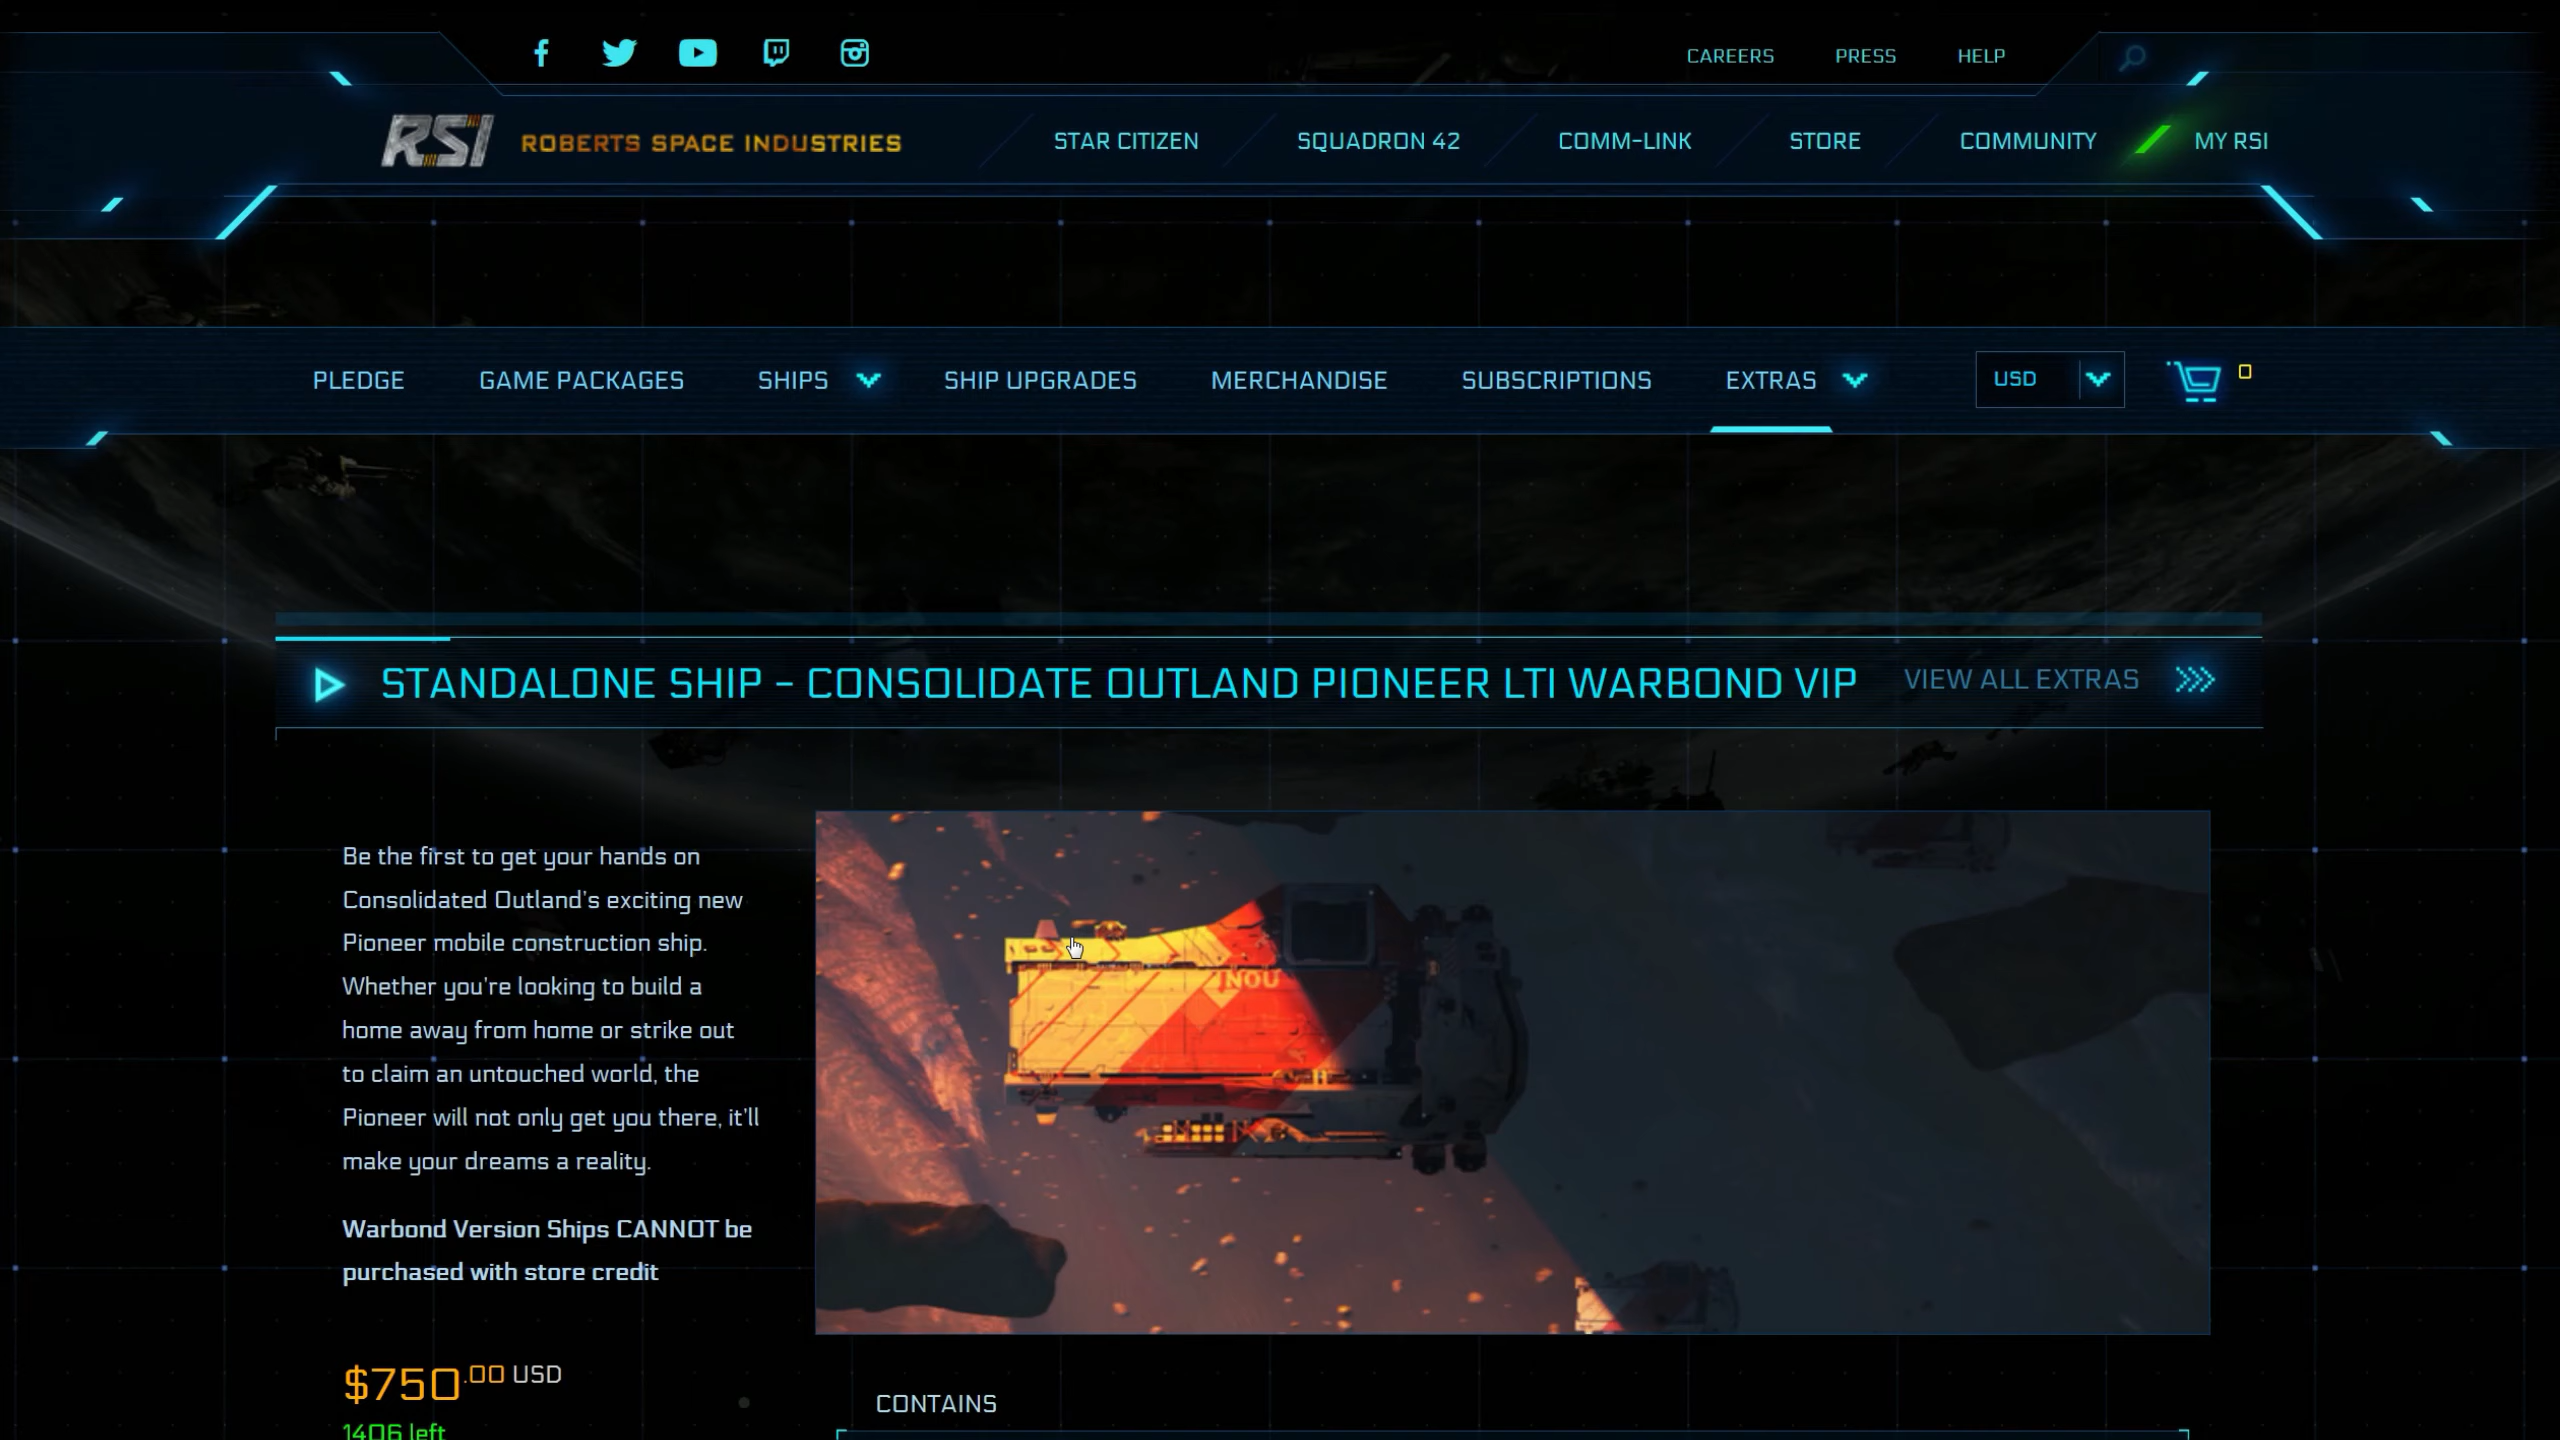 CAREERS PRESS HELP
RSI ROBERTS SPACE INDUSTRIES STAR CITIZEN SQUADRON 42 COMM-LINK STORE COMMUNITY MY RSI
PLEDGE GAME PACKAGES SHIPS SHIP UPGRADES MERCHANDISE SUBSCRIPTIONS EXTRAS USD 0
STANDALONE SHIP - CONSOLIDATE OUTLAND PIONEER LTI WARBOND VIP VIEW ALL EXTRAS
Be the first to get your hands on
Consolidated Outland's exciting new
Pioneer mobile construction ship.
Whether you're looking to build a
home away from home or strike out
to claim an untouched world, the
Pioneer will not only get you there, it'll
make your dreams a reality.
Warbond Version Ships CANNOT be
purchased with store credit
$750.00 USD
1406 left
NOU
CONTAINS